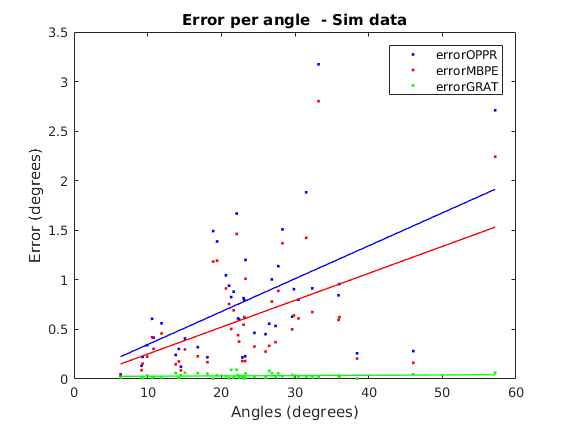 Error per angle - Sim data
3.5
3
2.5
2
1.5
1
0.5
0
0 10 20 30 40 50 60
Error (degrees)
Angles (degrees)
errorOPPR
errorMBPE
errorGRAT